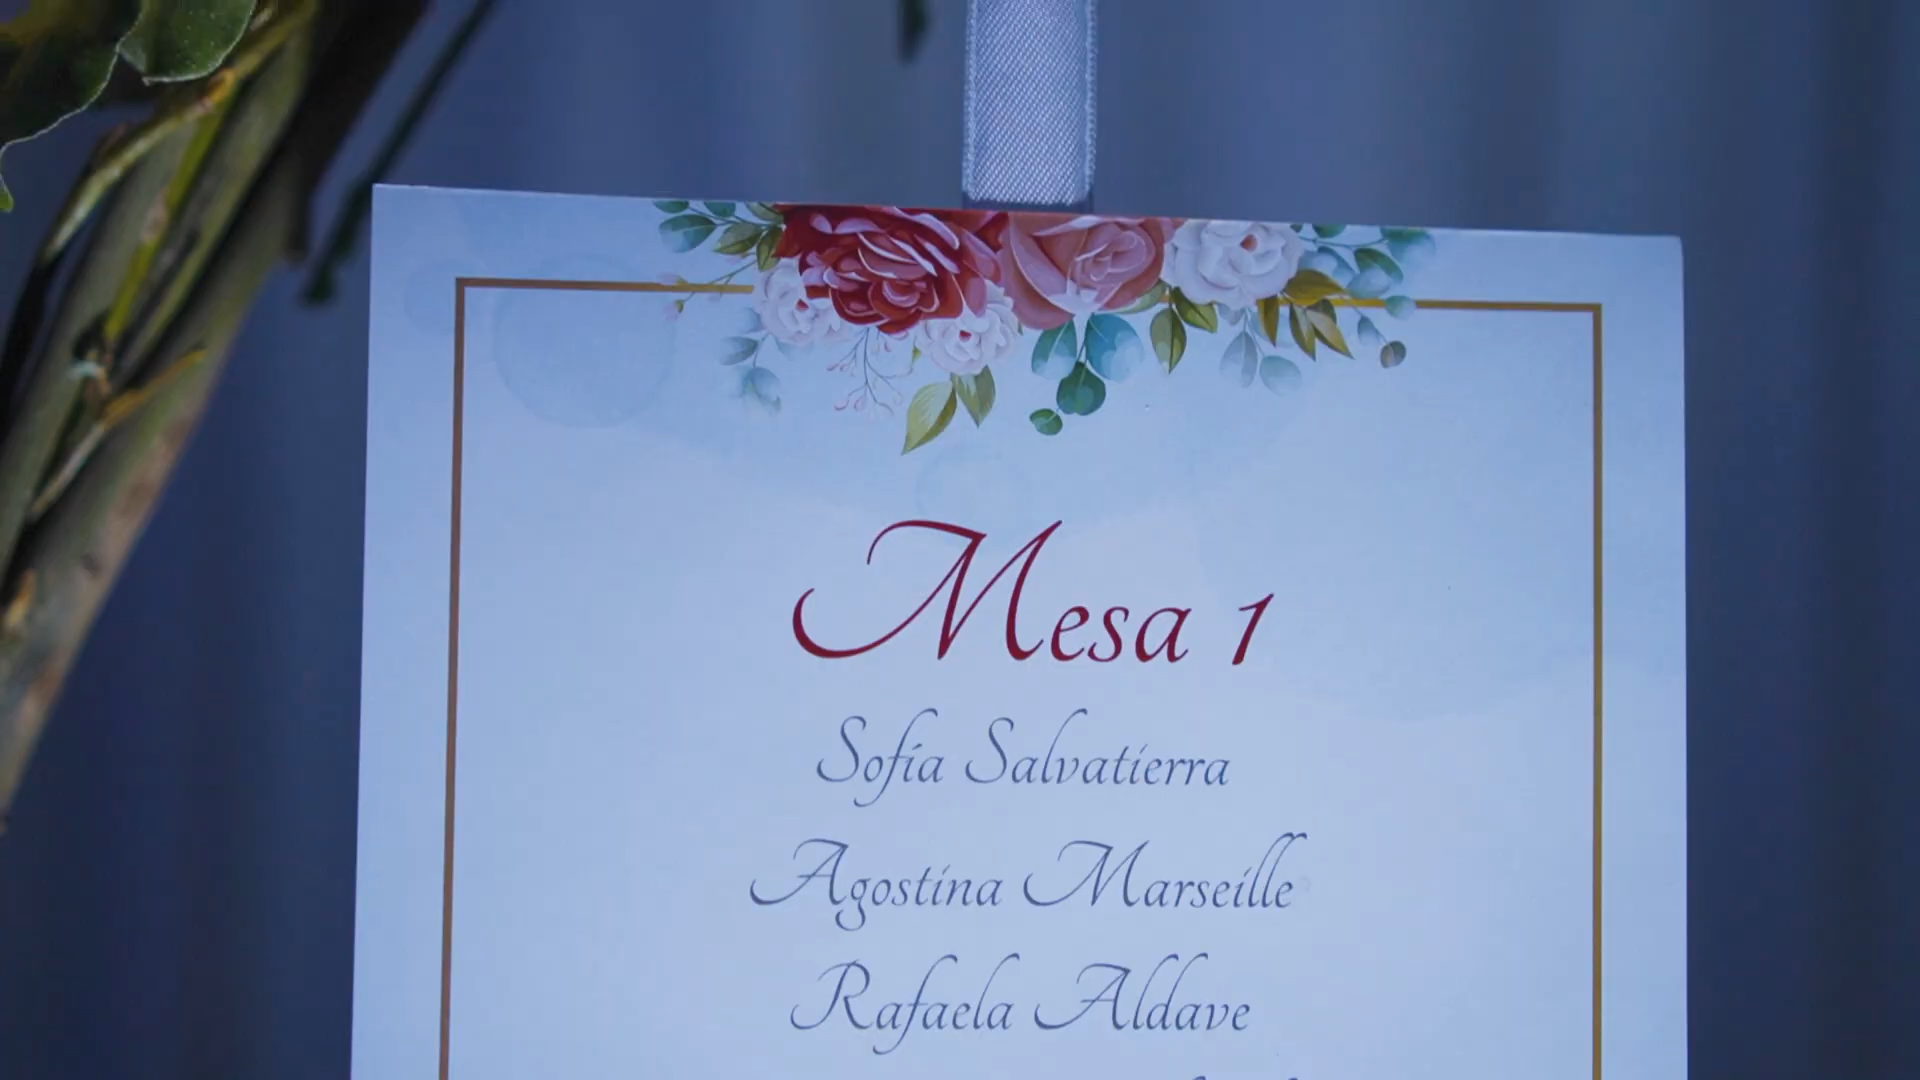 Mesa 1
Sofía Salvatierra
Agostina Marseille
Rafaela Aldave